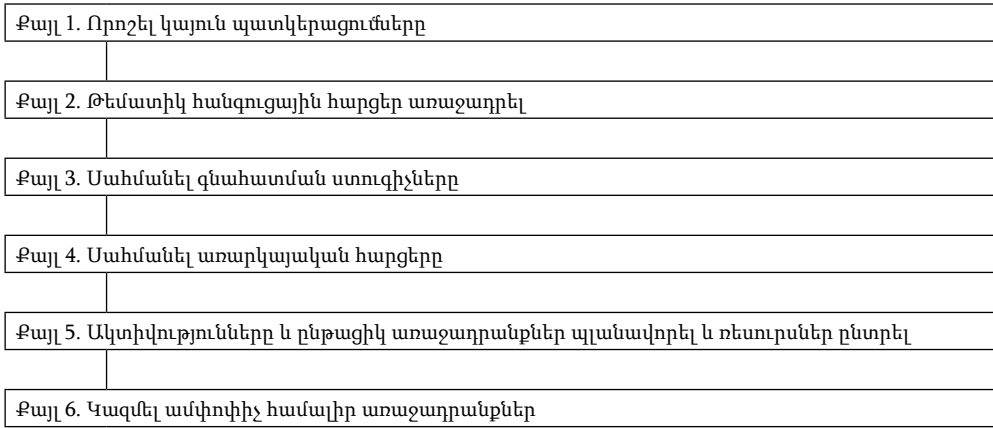 Քայլ 1. Որոշել կայուն պատկերացումները
Քայլ 2. Թեմատիկ հանգուցային հարցեր առաջադրել
Քայլ 3. Սահմանել գնահատման ստուգիչները
Քայլ 4. Սահմանել առարկայական հարցերը
Քայլ 5. Ակտիվությունները և ընթացիկ առաջադրանքներ պլանավորել և ռեսուրսներ ընտրել
Քայլ 6. Կազմել ամփոփիչ համալիր առաջադրանքներ